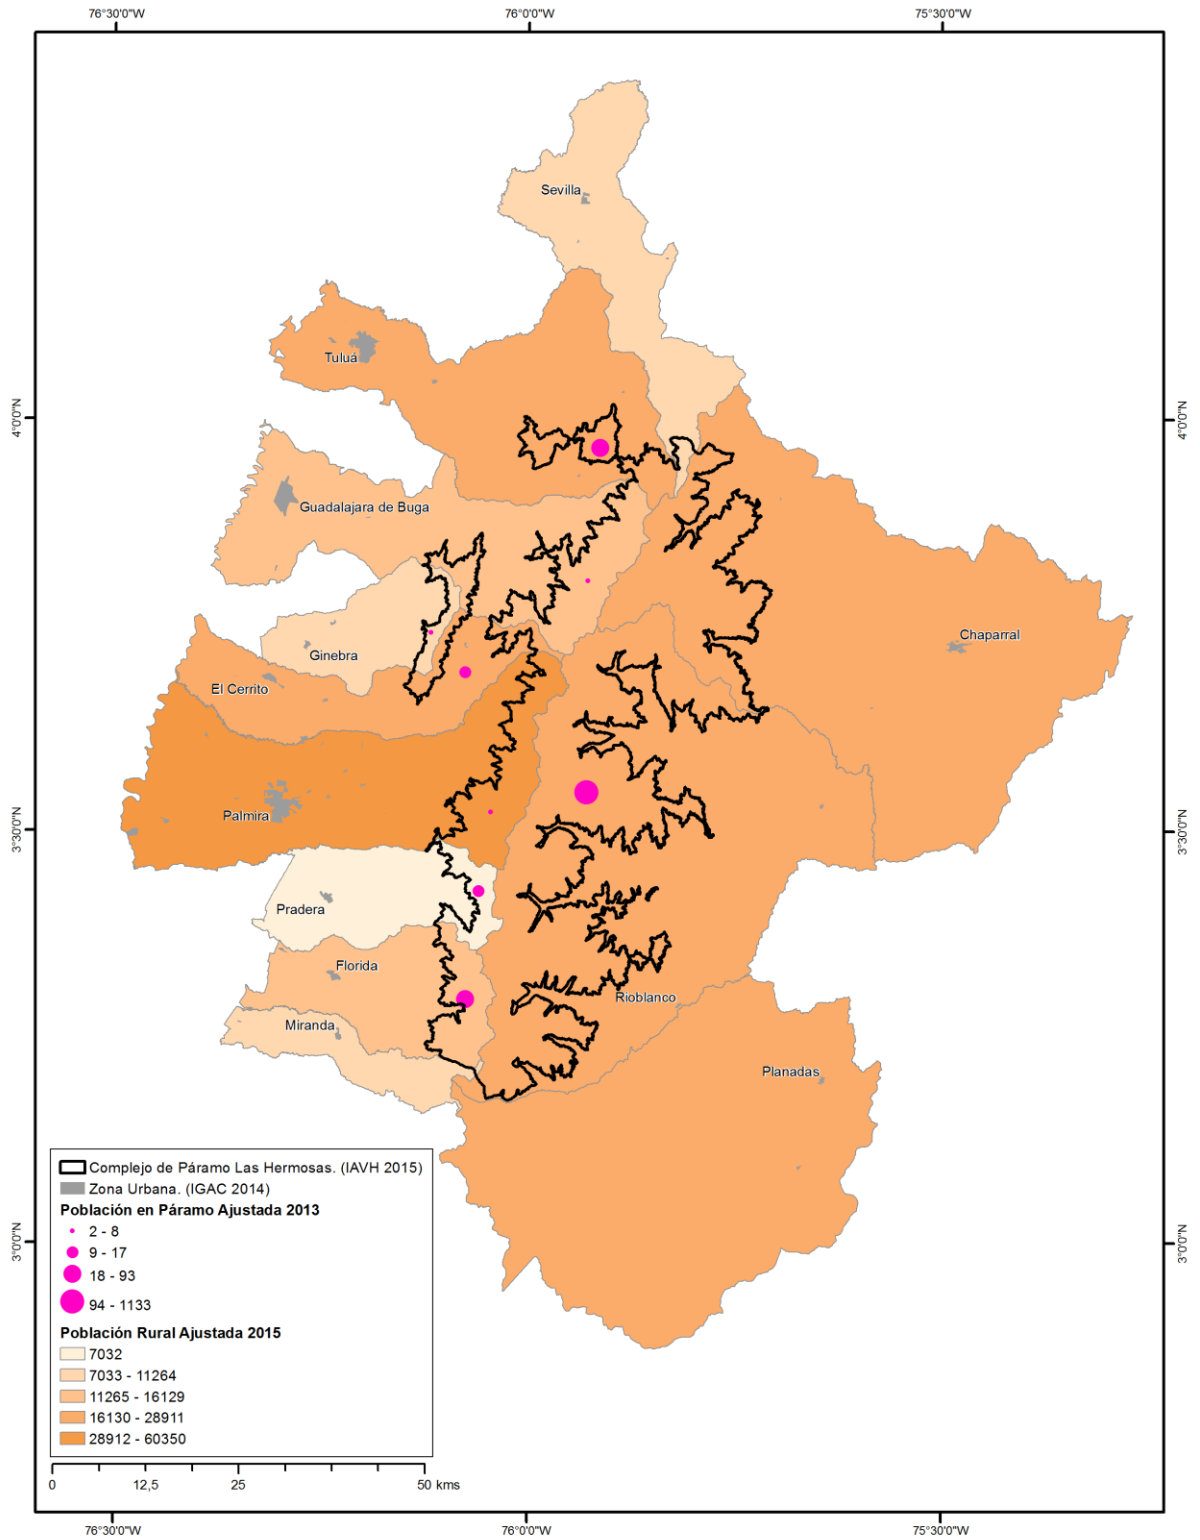 76°30'0"W 76°0'0"W 75°30'0"W
Sevilla
Tuluá
4°0'0"N 4°0'0"N
Guadalajara de Buga
Chaparral
Ginebra
El Cerrito
Palmira
3°30'0"N 3°30'0"N
Pradera
Florida
Rioblanco
Miranda
Planadas
3°0'0"N 3°0'0"N
Complejo de Páramo Las Hermosas. (IAVH 2015)
Zona Urbana. (IGAC 2014)
Población en Páramo Ajustada 2013
2 - 8
9 - 17
18 - 93
94 - 1133
Población Rural Ajustada 2015
7032
7033 - 11264
11265 - 16129
16130 - 28911
28912 - 60350
0 12,5 25 50 kms
76°30'0"W 76°0'0"W 75°30'0"W